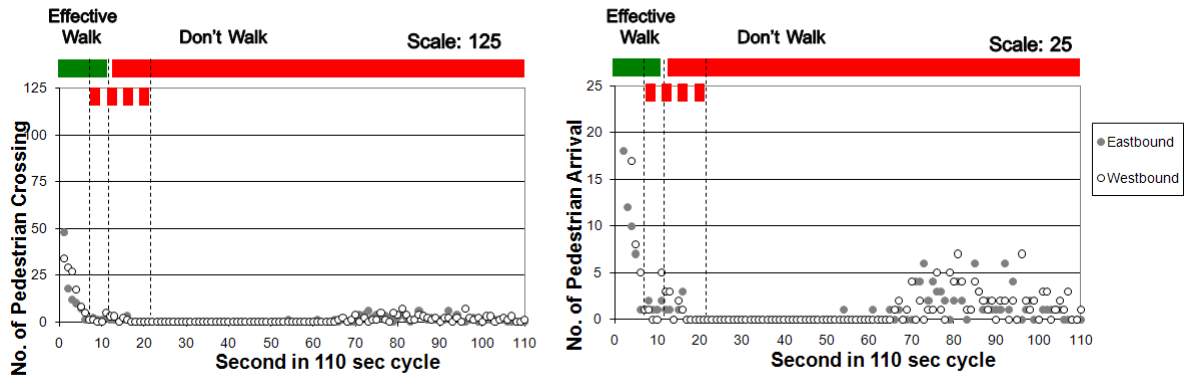 Effective
Walk
Don't Walk
Scale: 125
125
100
75
50
25
0
0 10 20 30 40 50 60 70 80 90 100 110
No. of Pedestrian Crossing
Second in 110 sec cycle
Effective
Walk
Don't Walk
Scale: 25
25
20
15
10
5
0
0 10 20 30 40 50 60 70 80 90 100 110
No. of Pedestrian Arrival
Second in 110 sec cycle
Eastbound
Westbound